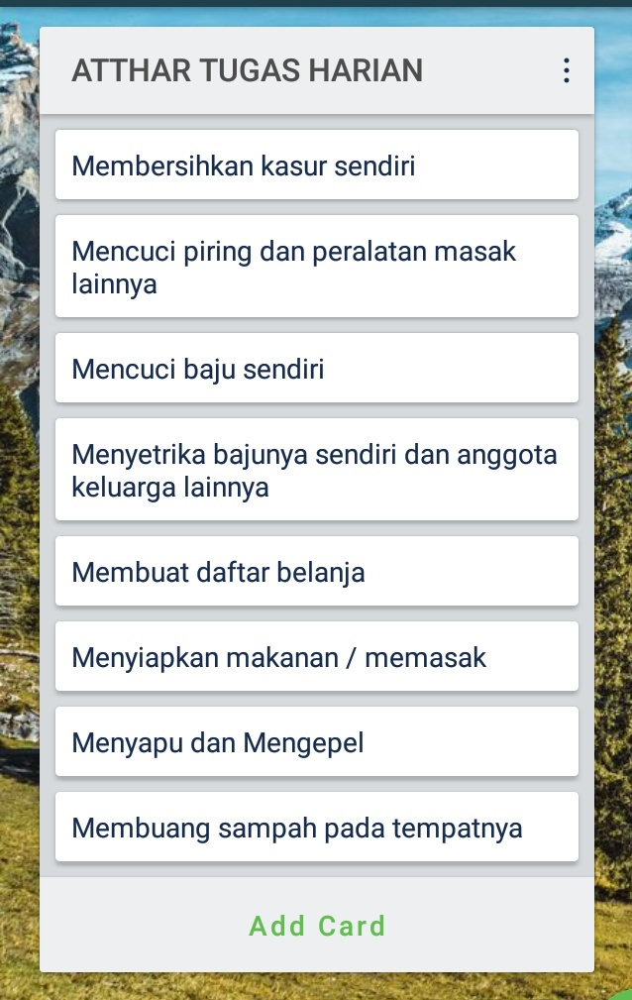 ATTHAR TUGAS HARIAN
Membersihkan kasur sendiri
Mencuci piring dan peralatan masak
lainnya
Mencuci baju sendiri
Menyetrika bajunya sendiri dan anggota
keluarga lainnya
Membuat daftar belanja
Menyiapkan makanan / memasak
Menyapu dan Mengepel
Membuang sampah pada tempatnya
Add Card